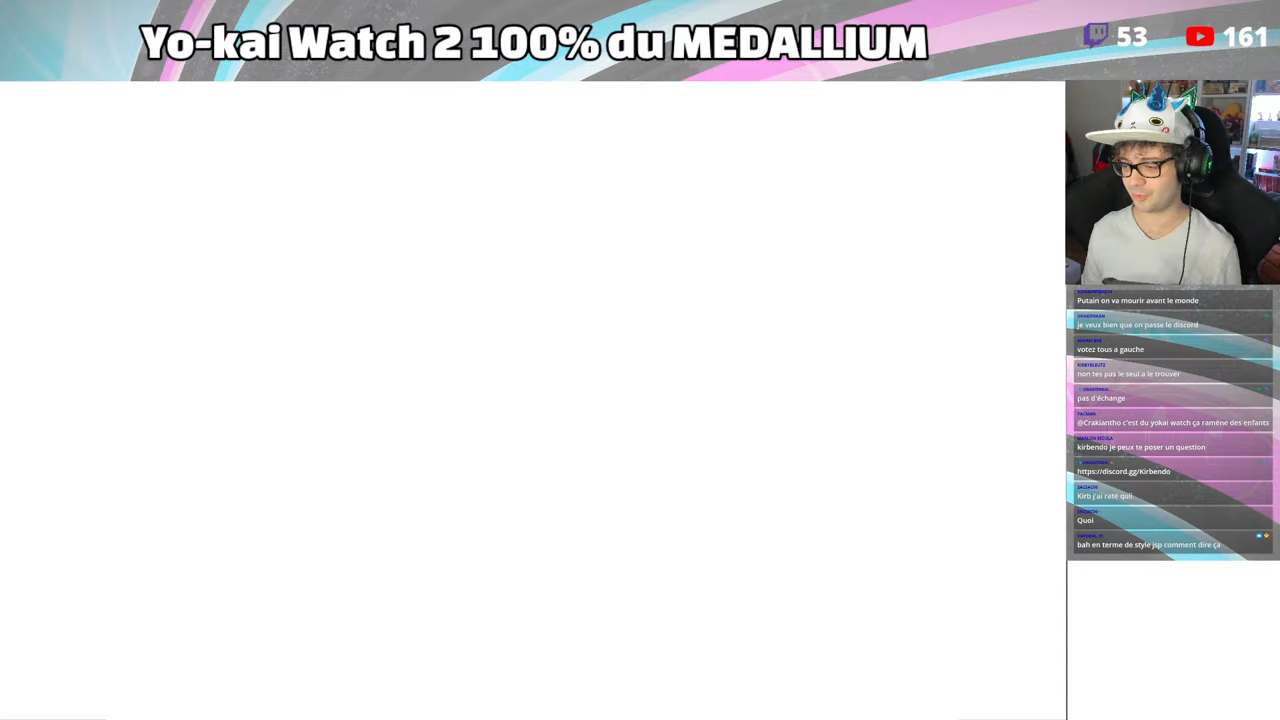 Yo-kai Watch 2 100% du MEDALLIUM
53
161
Putain on va mourir avant le monde
je veux bien que on passe le discord
votez tous a gauche
KIRBYBLEU72
non tes pas le seul a le trouver
pas d'échange
@Crakiantho c'est du yokai watch ça ramène des enfants
kirbendo je peux te poser un question
https://discord.gg/Kirbendo
Kirb j'ai raté quii
Quoi
bah en terme de style jsp comment dire ça